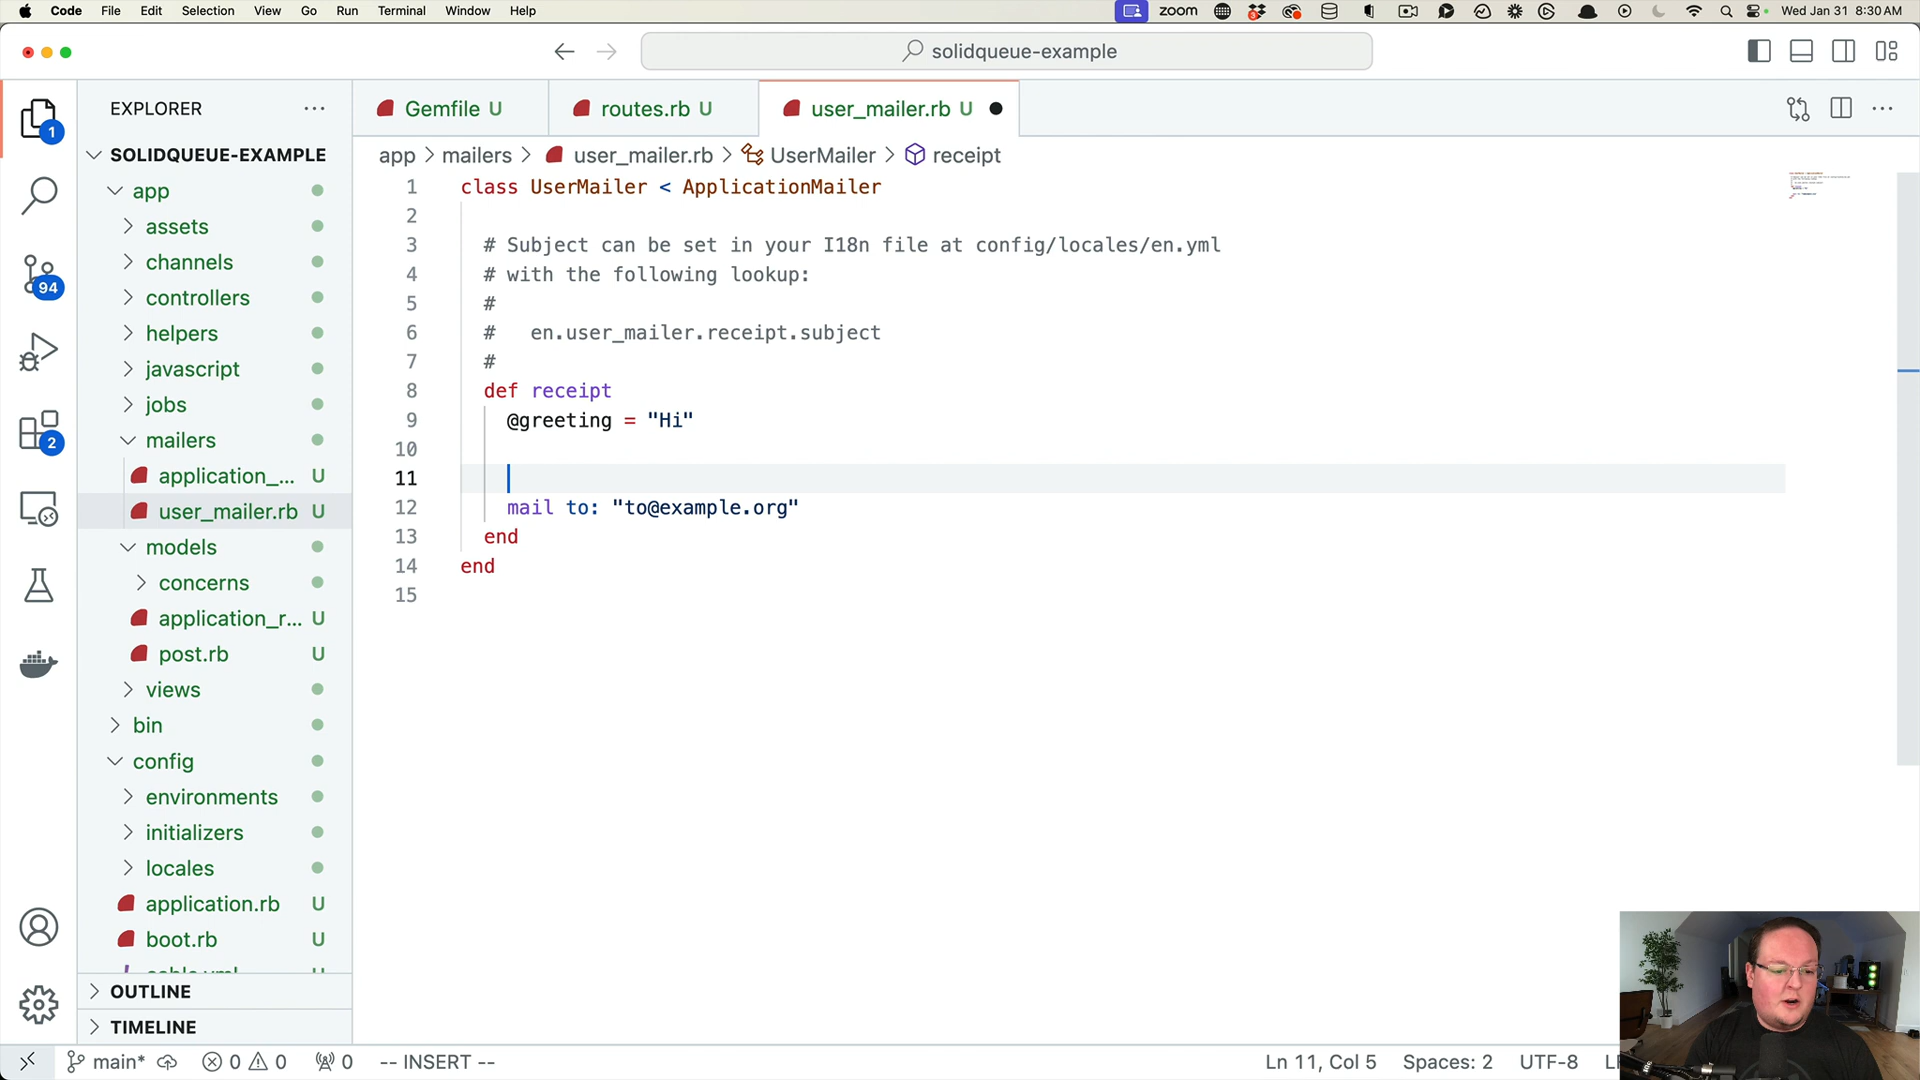 Code File Edit Selection View Go Run Terminal Window Help zoom 3 Wed Jan 31 8:30 AM
solidqueue-example
EXPLORER
Gemfile U routes.rb U user_mailer.rb U
1
SOLIDQUEUE-EXAMPLE
app > mailers > user_mailer.rb > UserMailer > receipt
app
assets
channels
94
controllers
helpers
javascript
jobs
2
mailers
application_... U
user_mailer.rb U
models
concerns
application_r... U
post.rb U
views
bin
config
environments
initializers
locales
application.rb U
boot.rb U
OUTLINE
TIMELINE
1 class UserMailer < ApplicationMailer
2
3 # Subject can be set in your I18n file at config/locales/en.yml
4 # with the following lookup:
5 #
6 # en.user_mailer.receipt.subject
7 #
8 def receipt
9 @greeting = "Hi"
10
11
12 mail to: "to@example.org"
13 end
14 end
15
main* 0 0 0 -- INSERT -- Ln 11, Col 5 Spaces: 2 UTF-8